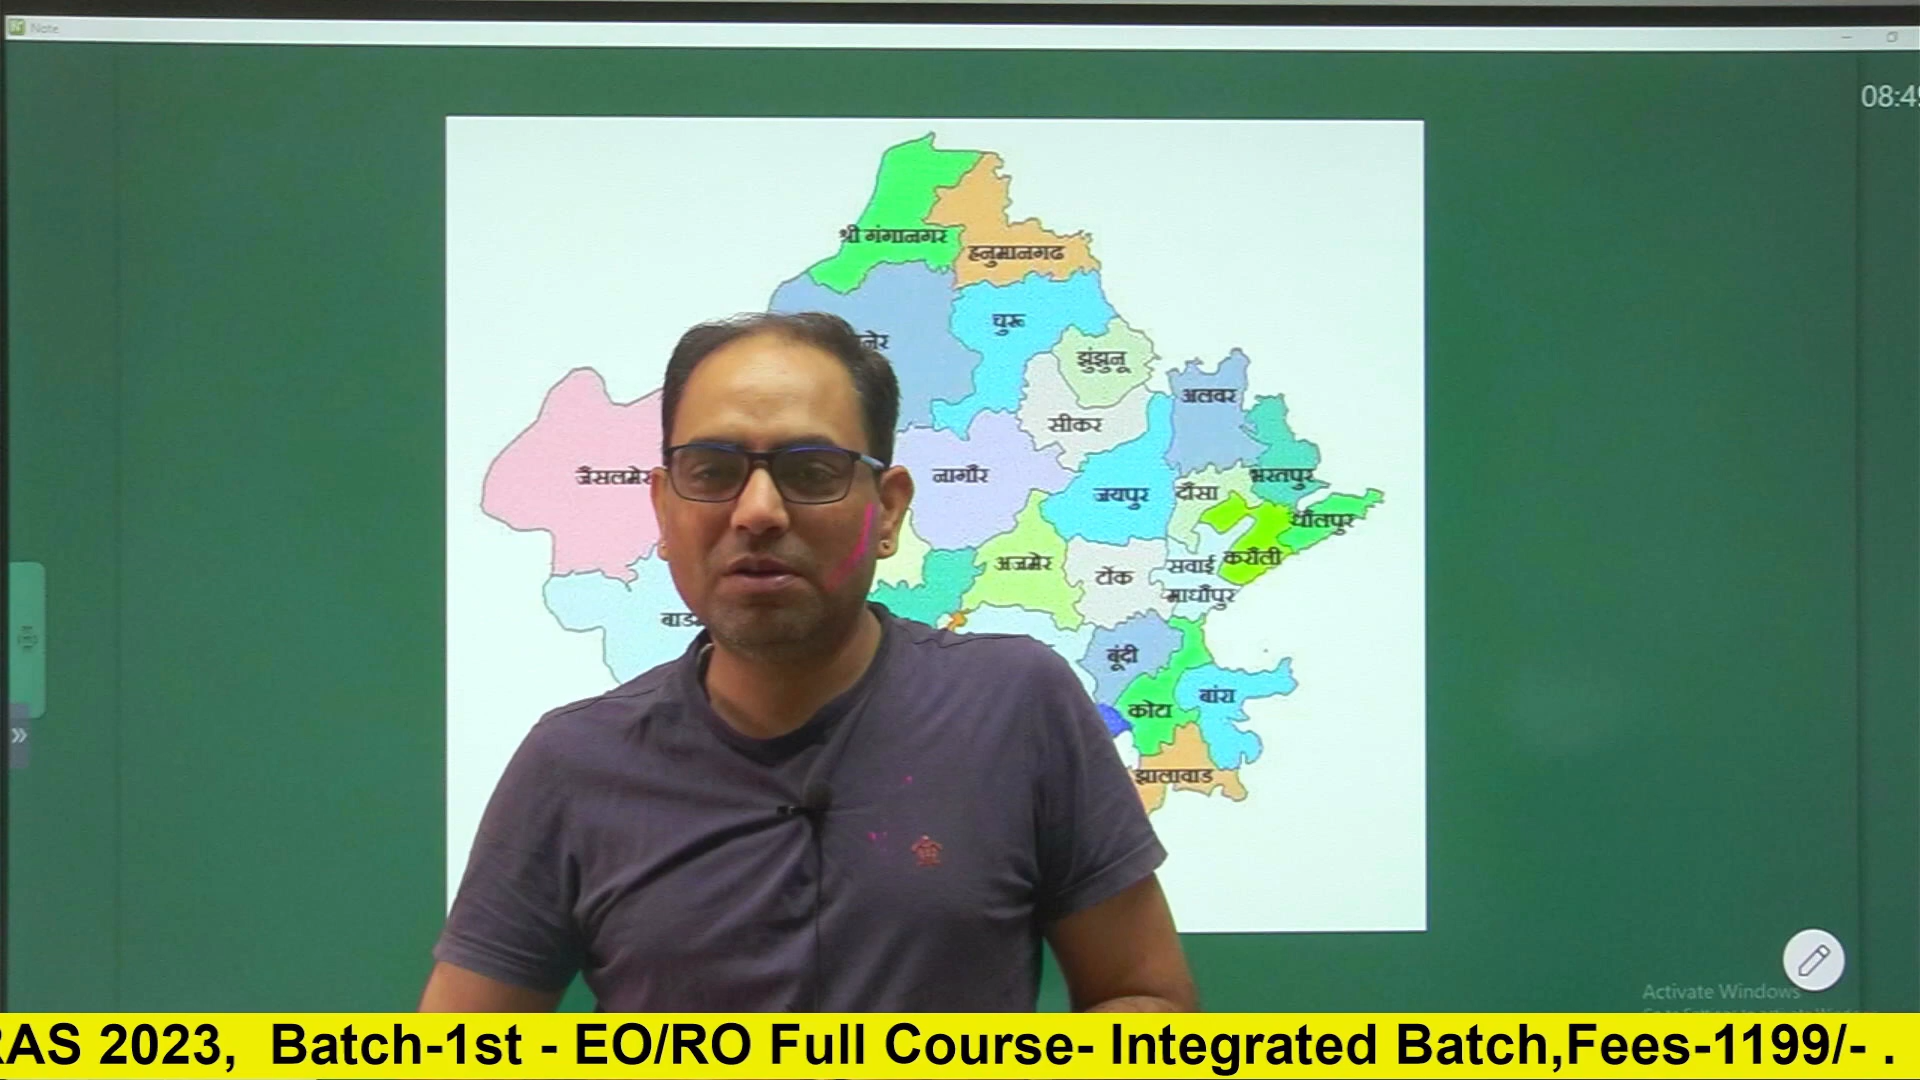 Note
08:45
श्री गंगानगर
हनुमानगढ
चुरू
नेर
झुंझुनू
अलवर
सीकर
जैसलमेर
नागौर
जयपुर
दौसा
भरतपुर
धौलपुर
अजमेर
टोंक
सवाई
माधौपुर
करौली
बाड
बूंदी
कोटा
बांरा
झालावाड
Activate Windows
RAS 2023, Batch-1st - EO/RO Full Course- Integrated Batch,Fees-1199/- .